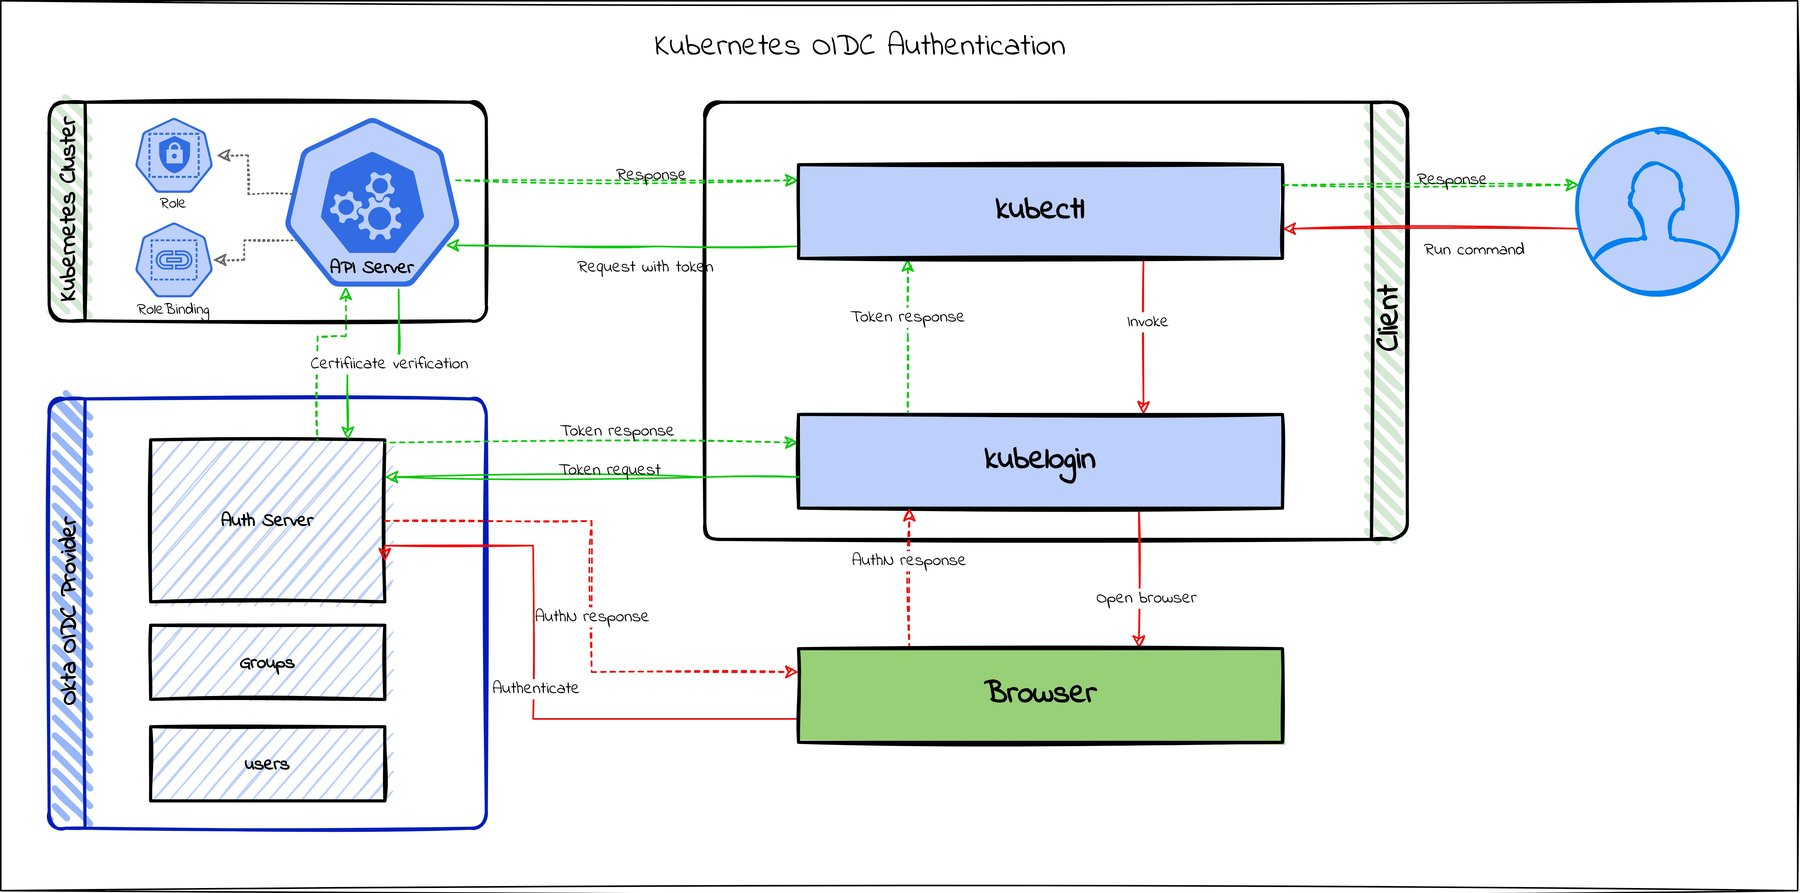 Kubernetes OIDC Authentication
Kubernetes Cluster
Role
Role Binding
API Server
Response
Request with token
kubectl
Response
Run command
Client
Token response
Invoke
Certifiicate verification
Okta OIDC Provider
Auth Server
Token response
Token request
kubelogin
AuthN response
Open browser
AuthN response
Authenticate
Groups
users
Browser